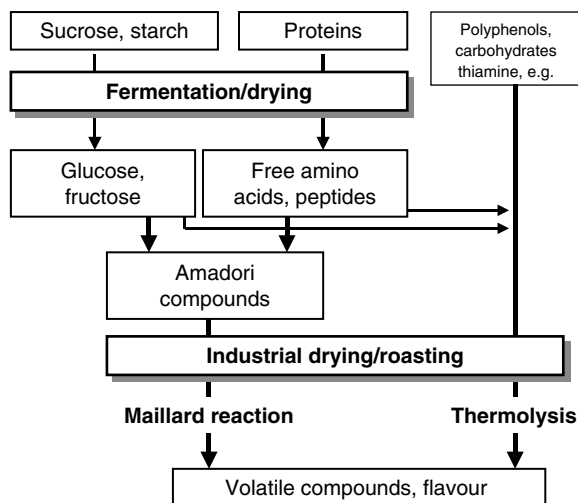 Sucrose, starch
Proteins
Polyphenols,
carbohydrates
thiamine, e.g.
Fermentation/drying
Glucose,
fructose
Free amino
acids, peptides
Amadori
compounds
Industrial drying/roasting
Maillard reaction
Thermolysis
Volatile compounds, flavour